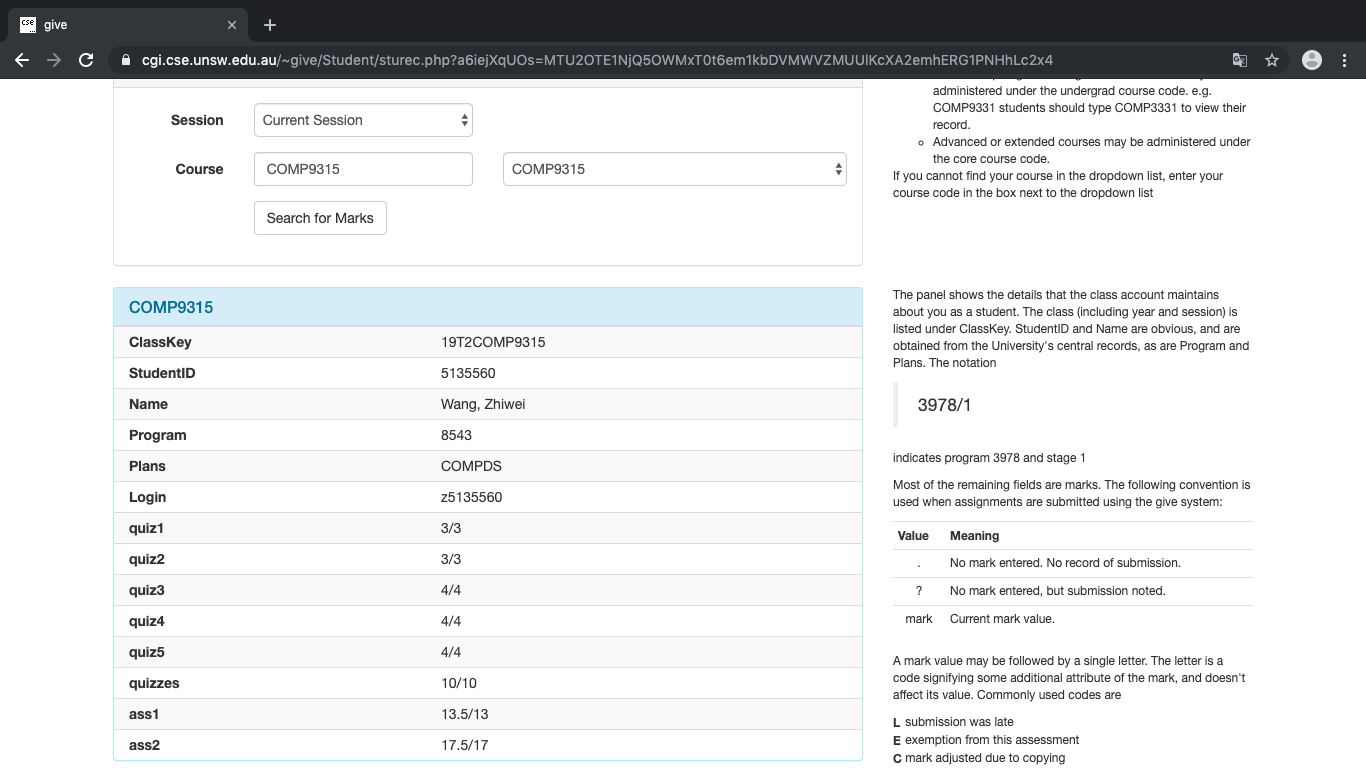 give
cgi.cse.unsw.edu.au/~give/Student/sturec.php?a6iejXqUOs=MTU2OTE1NjQ5OWMxT0t6em1kbDVMWVZMUUlKcXA2emhERG1PNHhLc2x4
Session
Current Session
Course
COMP9315
COMP9315
Search for Marks
COMP9315
ClassKey 19T2COMP9315
StudentID 5135560
Name Wang, Zhiwei
Program 8543
Plans COMPDS
Login z5135560
quiz1 3/3
quiz2 3/3
quiz3 4/4
quiz4 4/4
quiz5 4/4
quizzes 10/10
ass1 13.5/13
ass2 17.5/17
administered under the undergrad course code. e.g.
COMP9331 students should type COMP3331 to view their
record.
Advanced or extended courses may be administered under
the core course code.
If you cannot find your course in the dropdown list, enter your
course code in the box next to the dropdown list
The panel shows the details that the class account maintains
about you as a student. The class (including year and session) is
listed under ClassKey. StudentID and Name are obvious, and are
obtained from the University's central records, as are Program and
Plans. The notation
3978/1
indicates program 3978 and stage 1
Most of the remaining fields are marks. The following convention is
used when assignments are submitted using the give system:
Value Meaning
. No mark entered. No record of submission.
? No mark entered, but submission noted.
mark Current mark value.
A mark value may be followed by a single letter. The letter is a
code signifying some additional attribute of the mark, and doesn't
affect its value. Commonly used codes are
L submission was late
E exemption from this assessment
C mark adjusted due to copying